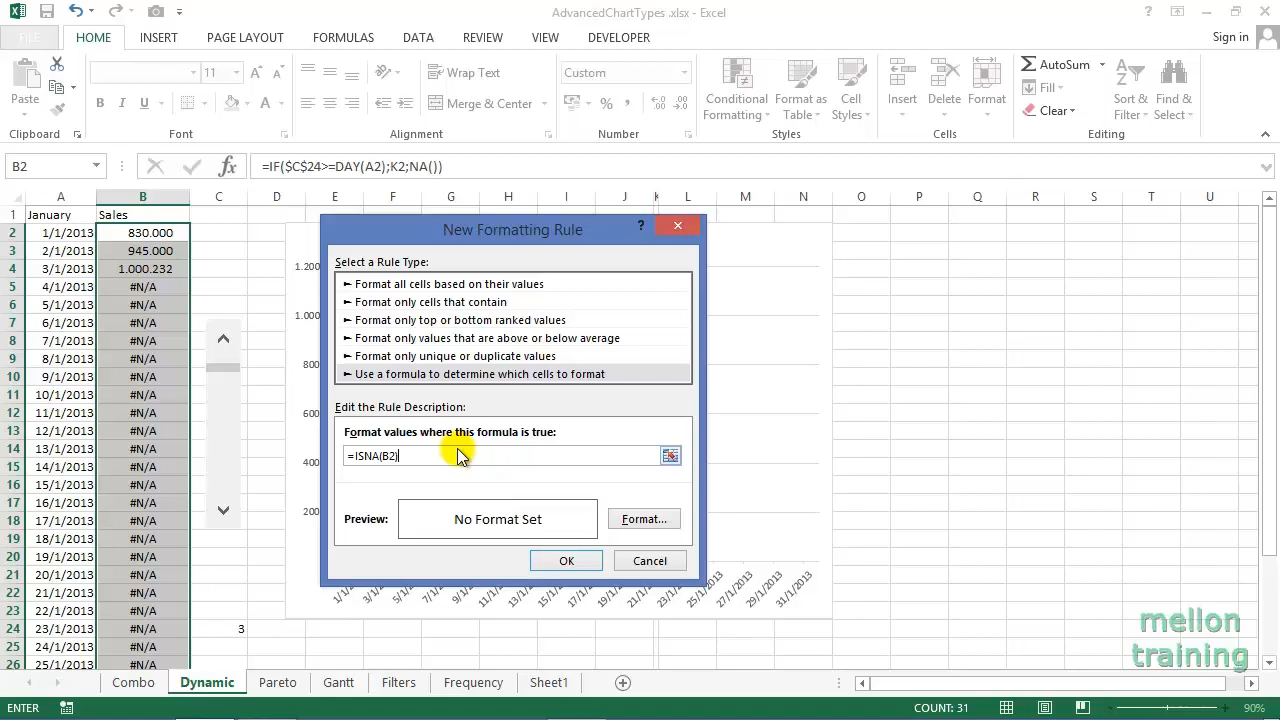 AdvancedChartTypes .xlsx - Excel
FILE HOME INSERT PAGE LAYOUT FORMULAS DATA REVIEW VIEW DEVELOPER Sign in
Paste
11
Wrap Text
Merge & Center
Custom
Conditional Formatting
Format as Table
Cell Styles
Insert
Delete
Format
AutoSum
Fill
Clear
Sort & Filter
Find & Select
Clipboard Font Alignment Number Styles Cells Editing
B2 =IF($C$24>=DAY(A2);K2;NA())
A B C D E F G H I J K L M N O P Q R S T U
1 January Sales
2 1/1/2013 830.000
3 2/1/2013 945.000
4 3/1/2013 1.000.232
5 4/1/2013 #N/A
6 5/1/2013 #N/A
7 6/1/2013 #N/A
8 7/1/2013 #N/A
9 8/1/2013 #N/A
10 9/1/2013 #N/A
11 10/1/2013 #N/A
12 11/1/2013 #N/A
13 12/1/2013 #N/A
14 13/1/2013 #N/A
15 14/1/2013 #N/A
16 15/1/2013 #N/A
17 16/1/2013 #N/A
18 17/1/2013 #N/A
19 18/1/2013 #N/A
20 19/1/2013 #N/A
21 20/1/2013 #N/A
22 21/1/2013 #N/A
23 22/1/2013 #N/A
24 23/1/2013 #N/A 3
25 24/1/2013 #N/A
26 25/1/2013 #N/A
1.200
1.000
800
600
400
200
New Formatting Rule
Select a Rule Type:
► Format all cells based on their values
► Format only cells that contain
► Format only top or bottom ranked values
► Format only values that are above or below average
► Format only unique or duplicate values
► Use a formula to determine which cells to format
Edit the Rule Description:
Format values where this formula is true:
=ISNA(B2)
Preview: No Format Set Format...
OK Cancel
1/1/2013 3/1/2013 5/1/2013 7/1/2013 9/1/2013 11/1/2013 13/1/2013 15/1/2013 17/1/2013 19/1/2013 21/1/2013 23/1/2013 25/1/2013 27/1/2013 29/1/2013 31/1/2013
mellon
training
Combo Dynamic Pareto Gantt Filters Frequency Sheet1
ENTER COUNT: 31 90%